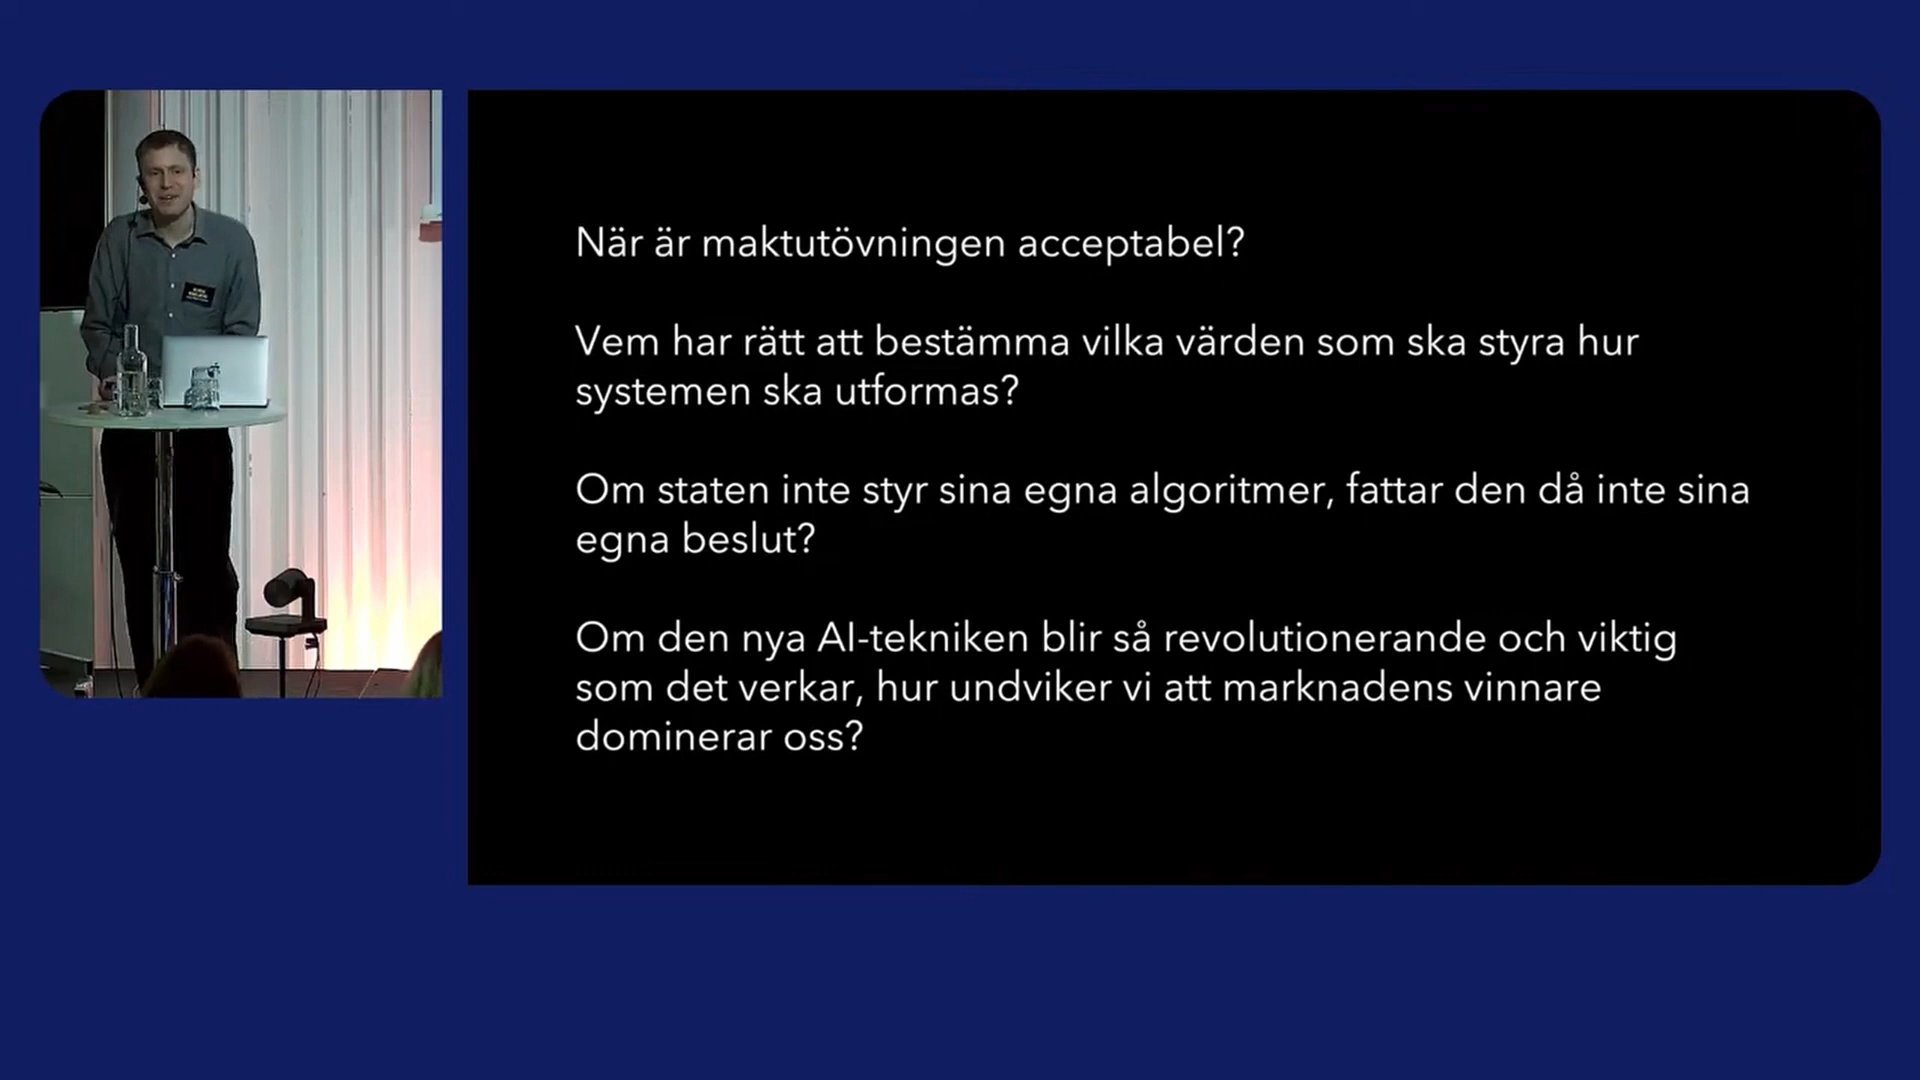 När är maktutövningen acceptabel?
Vem har rätt att bestämma vilka värden som ska styra hur
systemen ska utformas?
Om staten inte styr sina egna algoritmer, fattar den då inte sina
egna beslut?
Om den nya AI-tekniken blir så revolutionerande och viktig
som det verkar, hur undviker vi att marknadens vinnare
dominerar oss?